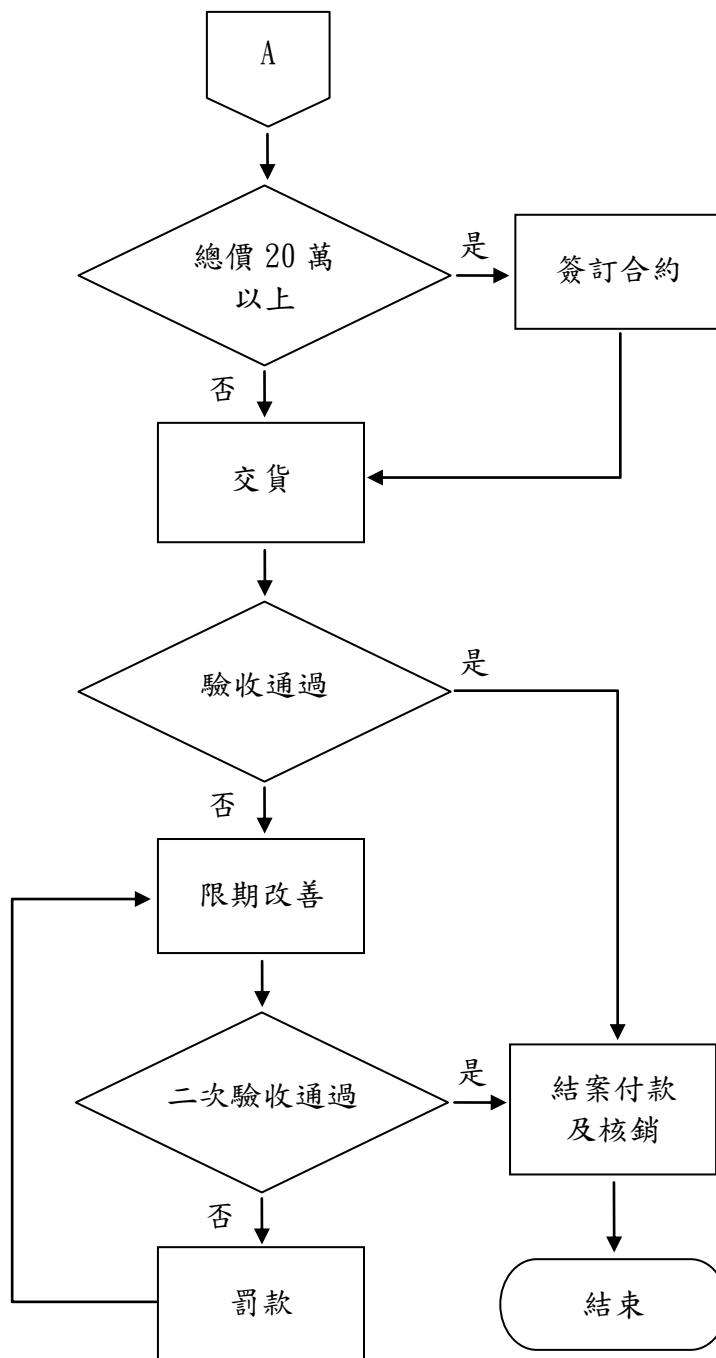 A
總價 20 萬
以上
是
簽訂合約
否
交貨
驗收通過
是
否
限期改善
二次驗收通過
是
結案付款
及核銷
否
罰款
結束